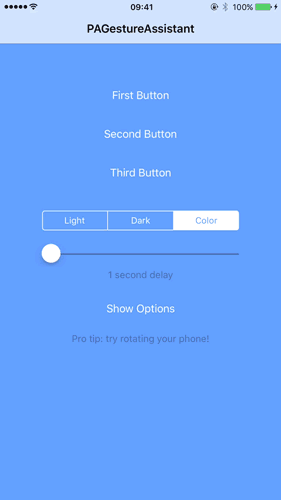 09:41
100%
PAGestureAssistant
First Button
Second Button
Third Button
Light Dark Color
1 second delay
Show Options
Pro tip: try rotating your phone!